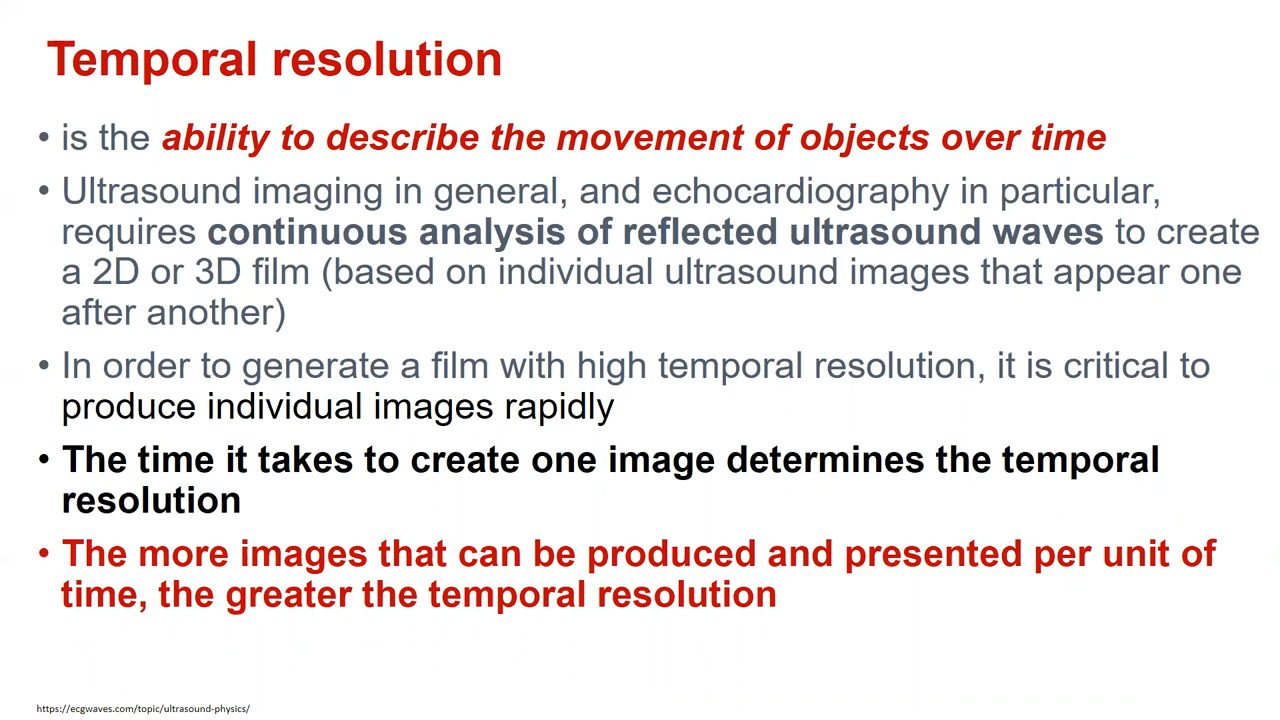 Temporal resolution
• is the ability to describe the movement of objects over time
• Ultrasound imaging in general, and echocardiography in particular,
requires continuous analysis of reflected ultrasound waves to create
a 2D or 3D film (based on individual ultrasound images that appear one
after another)
• In order to generate a film with high temporal resolution, it is critical to
produce individual images rapidly
• The time it takes to create one image determines the temporal
resolution
• The more images that can be produced and presented per unit of
time, the greater the temporal resolution
https://ecgwaves.com/topic/ultrasound-physics/